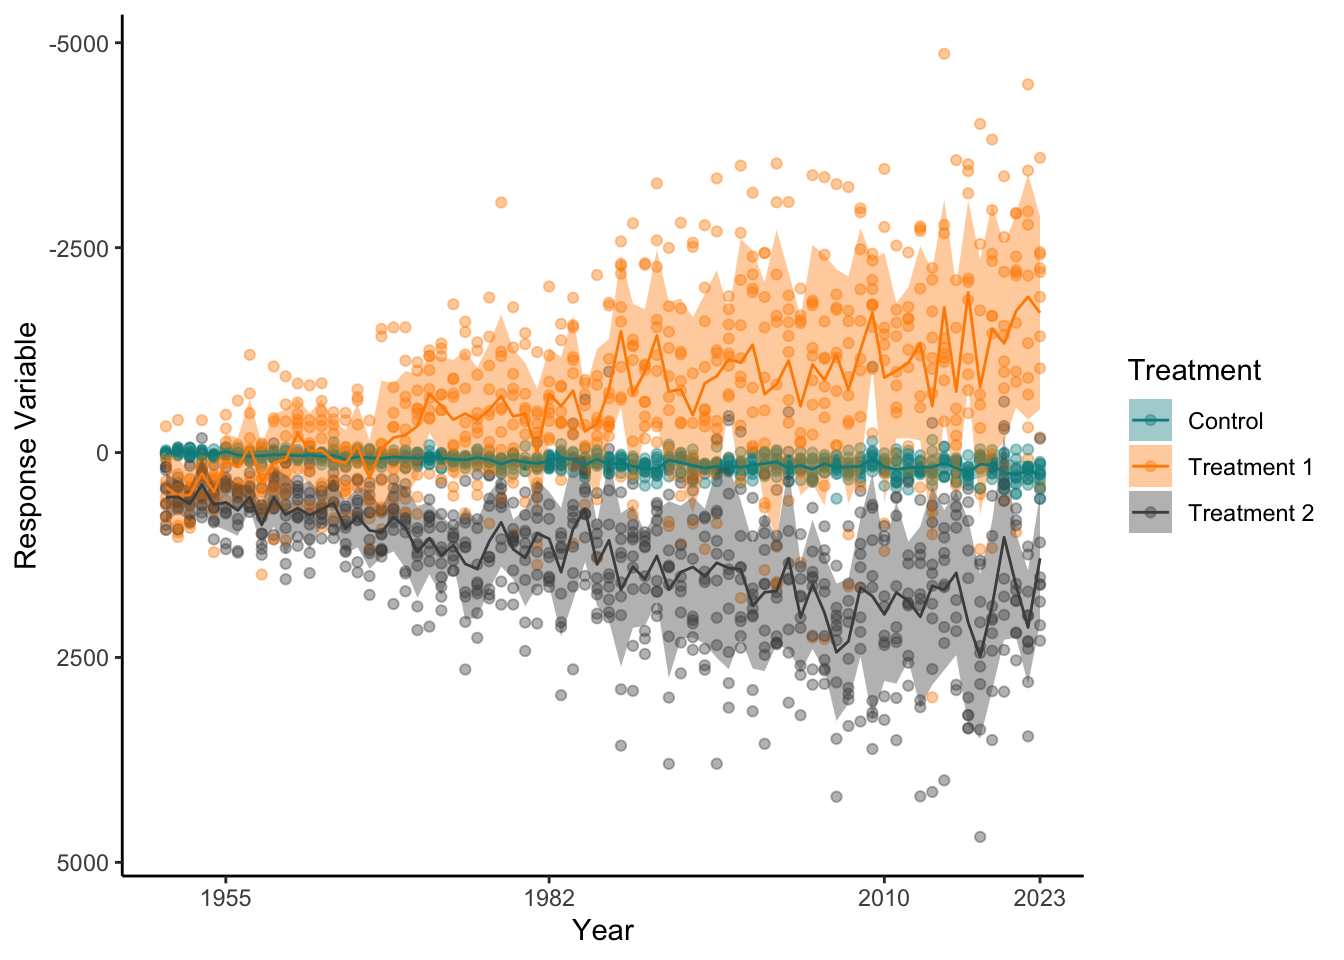 -5000
-2500
0
2500
5000
Response Variable
1955
1982
2010
2023
Year
Treatment
Control
Treatment 1
Treatment 2